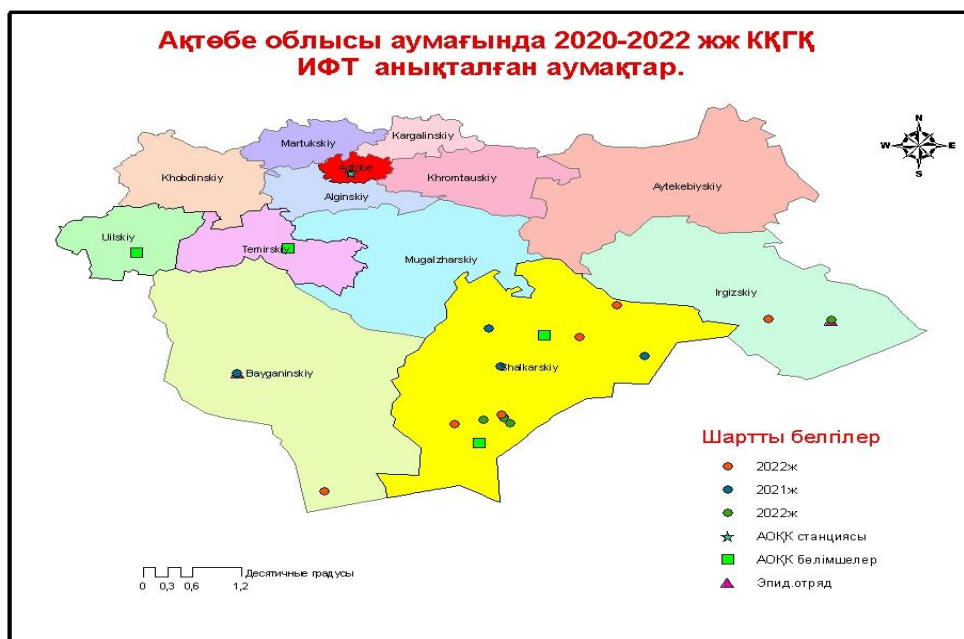 Ақтөбе облысы аумағында 2020-2022 жж КҚГҚ
ИФТ анықталған аумақтар.
N
W
E
S
Martukskiy
Kargalinskiy
Khobdinskiy
Aqtobe
Khromtauskiy
Aytekebiyskiy
Alginskiy
Uilskiy
Temirskiy
Mugalzharskiy
Irgizskiy
Bayganinskiy
Shalkarskiy
Шартты белгілер
2022ж
2021ж
2022ж
АОҚК станциясы
АОҚК бөлімшелер
Эпид.отряд
Десятичные градусы
0 0,3 0,6 1,2